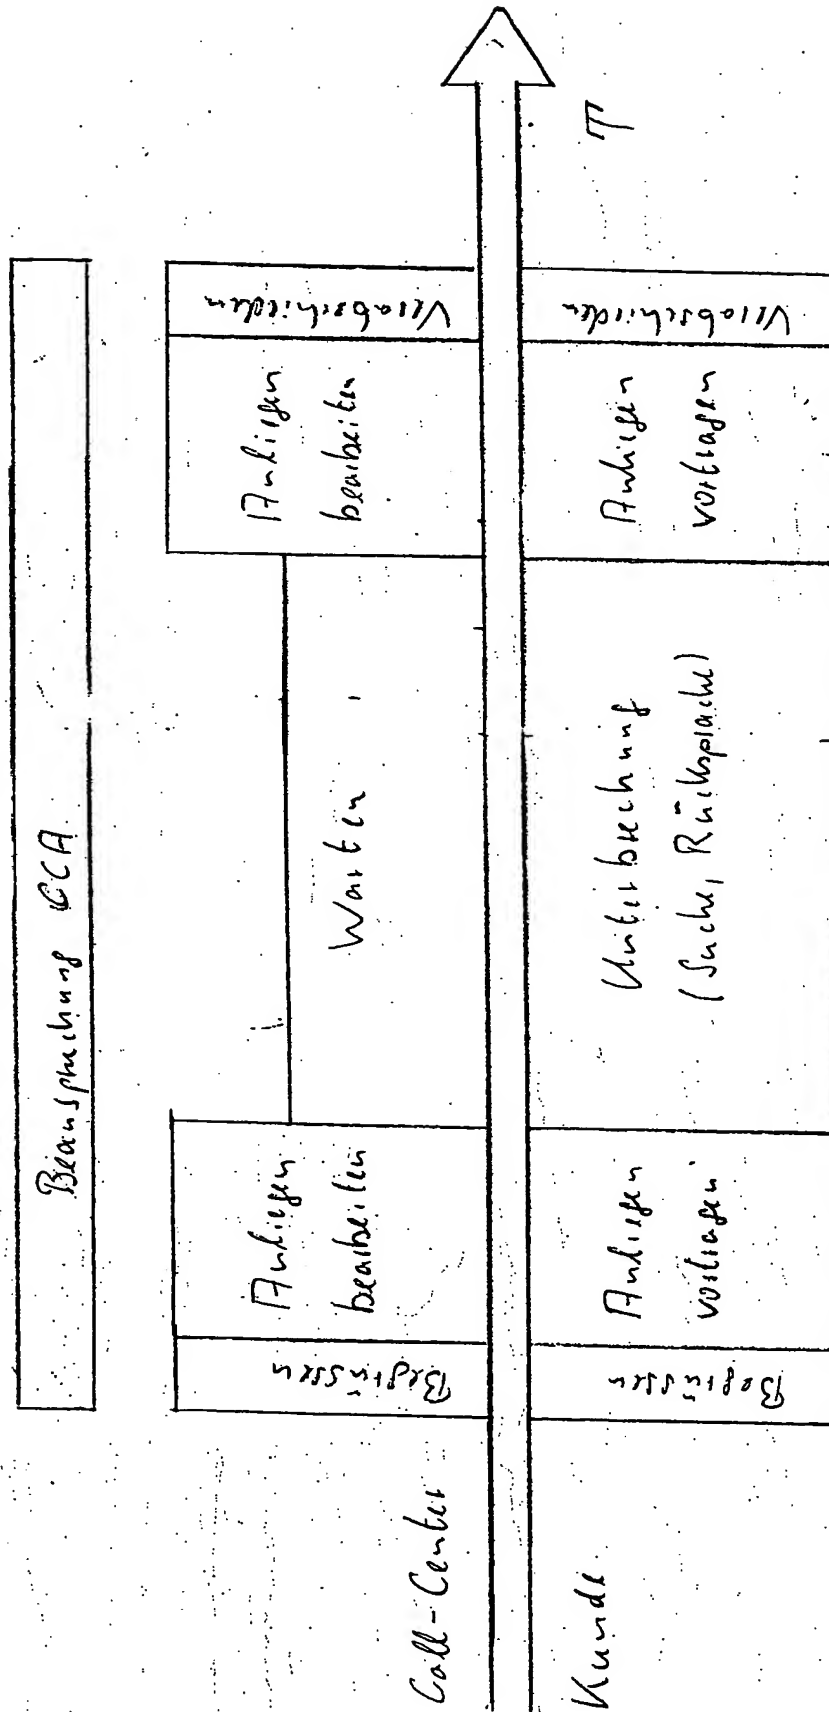 Beanspruchung CCA
Call-Center
Begrüssen
Anliegen
bearbeiten
Warten
Anliegen
bearbeiten
Verabschieden
T
Kunde
Begrüssen
Anliegen
vortragen
Unterbrechung
(Suche, Rücksprache)
Anliegen
vortragen
Verabschieden